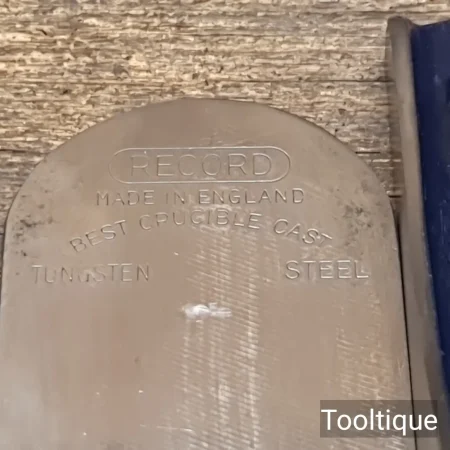 RECORD
MADE IN ENGLAND
BEST CRUCIBLE CAST
TUNGSTEN STEEL
Tooltique